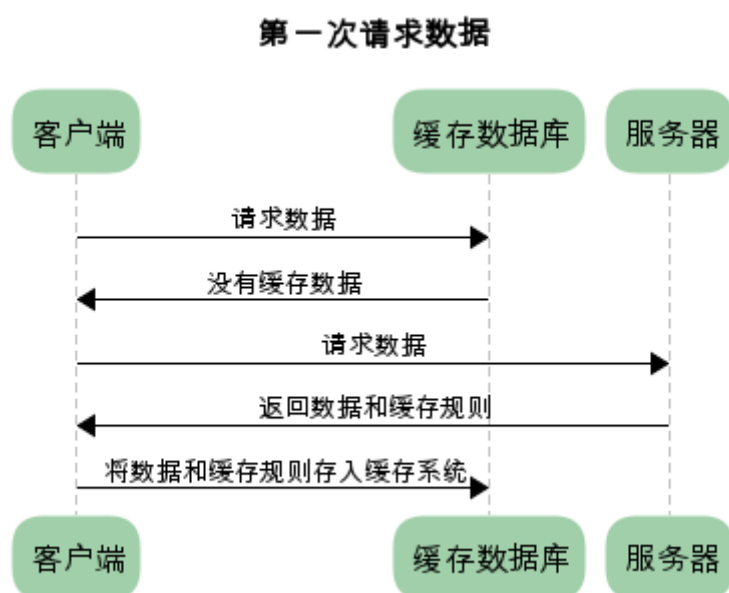 第一次请求数据
客户端
缓存数据库
服务器
请求数据
没有缓存数据
请求数据
返回数据和缓存规则
将数据和缓存规则存入缓存系统
客户端
缓存数据库
服务器